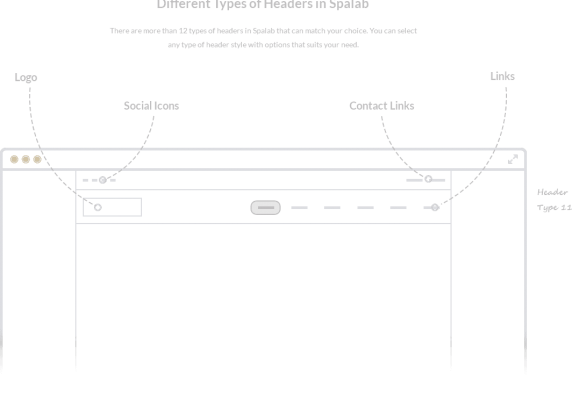 Different Types of Headers in Spalab
There are more than 12 types of headers in Spalab that can match your choice. You can select
any type of header style with options that suits your need.
Logo
Links
Social Icons
Contact Links
Header
Type 11